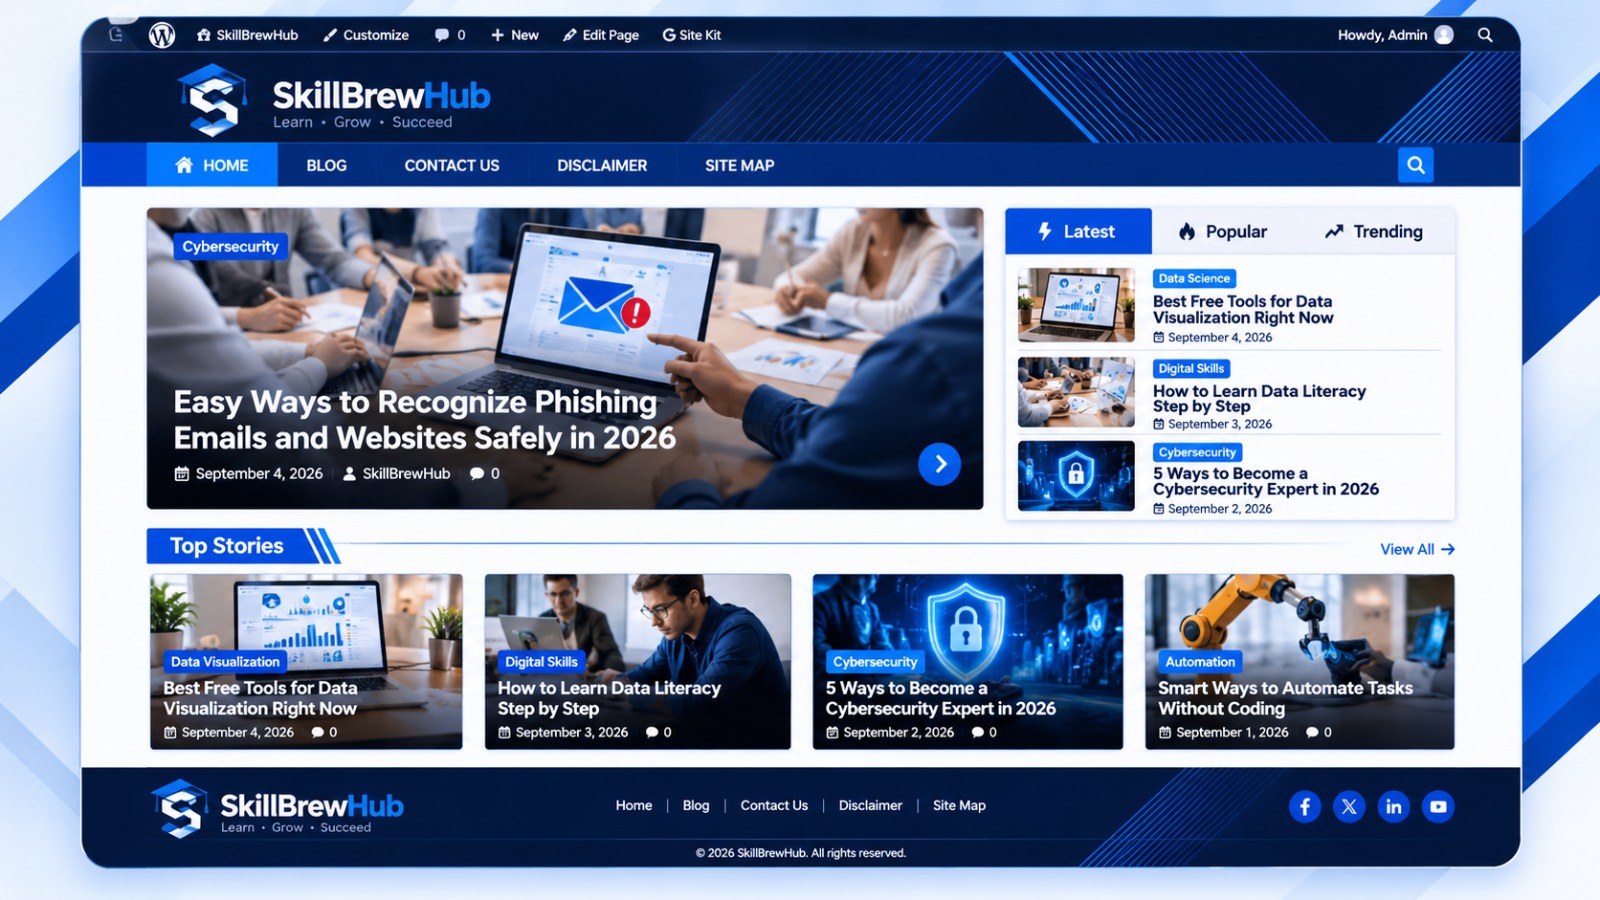 SkillBrewHub
Customize
0
New
Edit Page
Site Kit
Howdy, Admin
SkillBrewHub
Learn • Grow • Succeed
HOME
BLOG
CONTACT US
DISCLAIMER
SITE MAP
Cybersecurity
Easy Ways to Recognize Phishing
Emails and Websites Safely in 2026
September 4, 2026
SkillBrewHub
0
Latest
Popular
Trending
Data Science
Best Free Tools for Data
Visualization Right Now
September 4, 2026
Digital Skills
How to Learn Data Literacy
Step by Step
September 3, 2026
Cybersecurity
5 Ways to Become a
Cybersecurity Expert in 2026
September 2, 2026
Top Stories
View All
Data Visualization
Best Free Tools for Data
Visualization Right Now
September 4, 2026
0
Digital Skills
How to Learn Data Literacy
Step by Step
September 3, 2026
0
Cybersecurity
5 Ways to Become a
Cybersecurity Expert in 2026
September 2, 2026
0
Automation
Smart Ways to Automate Tasks
Without Coding
September 1, 2026
0
SkillBrewHub
Learn • Grow • Succeed
Home | Blog | Contact Us | Disclaimer | Site Map
© 2026 SkillBrewHub. All rights reserved.